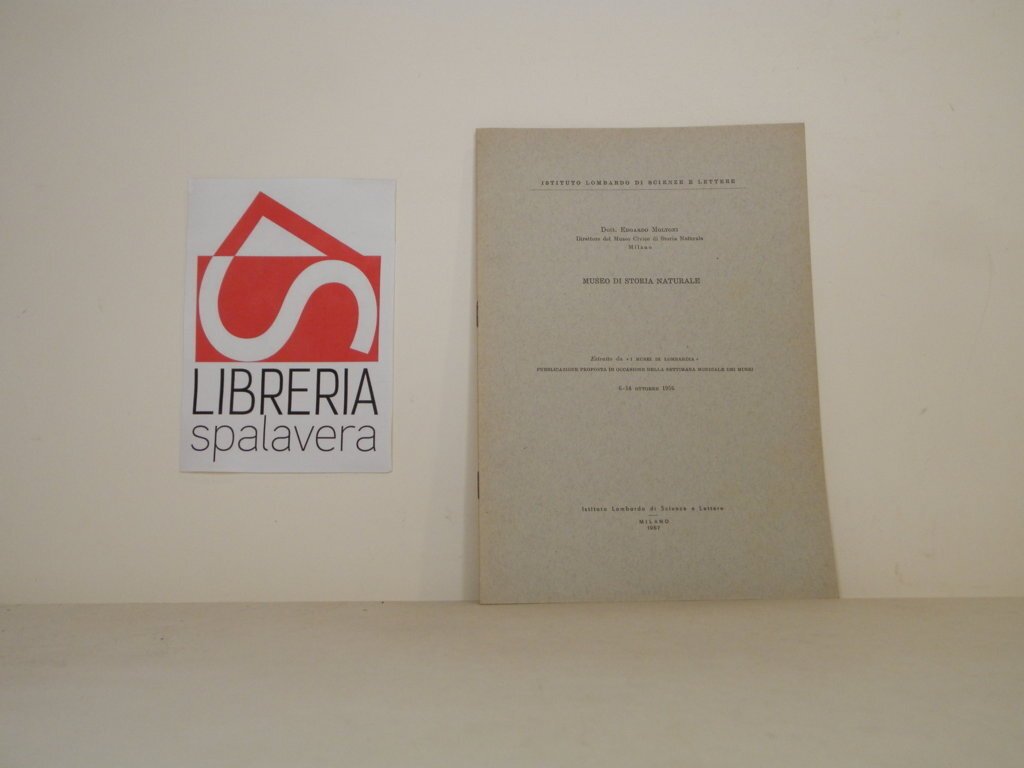 LIBRERIA
spalavera
ISTITUTO LOMBARDO DI SCIENZE E LETTERE
Dott. Edgardo Moltoni
Direttore del Museo Civico di Storia Naturale
Milano
MUSEO DI STORIA NATURALE
Estratto da « I MUSEI DI LOMBARDIA »
PUBBLICAZIONE PROPOSTA IN OCCASIONE DELLA SETTIMANA MONDIALE DEI MUSEI
6-14 OTTOBRE 1956
Istituto Lombardo di Scienze e Lettere
MILANO
1957